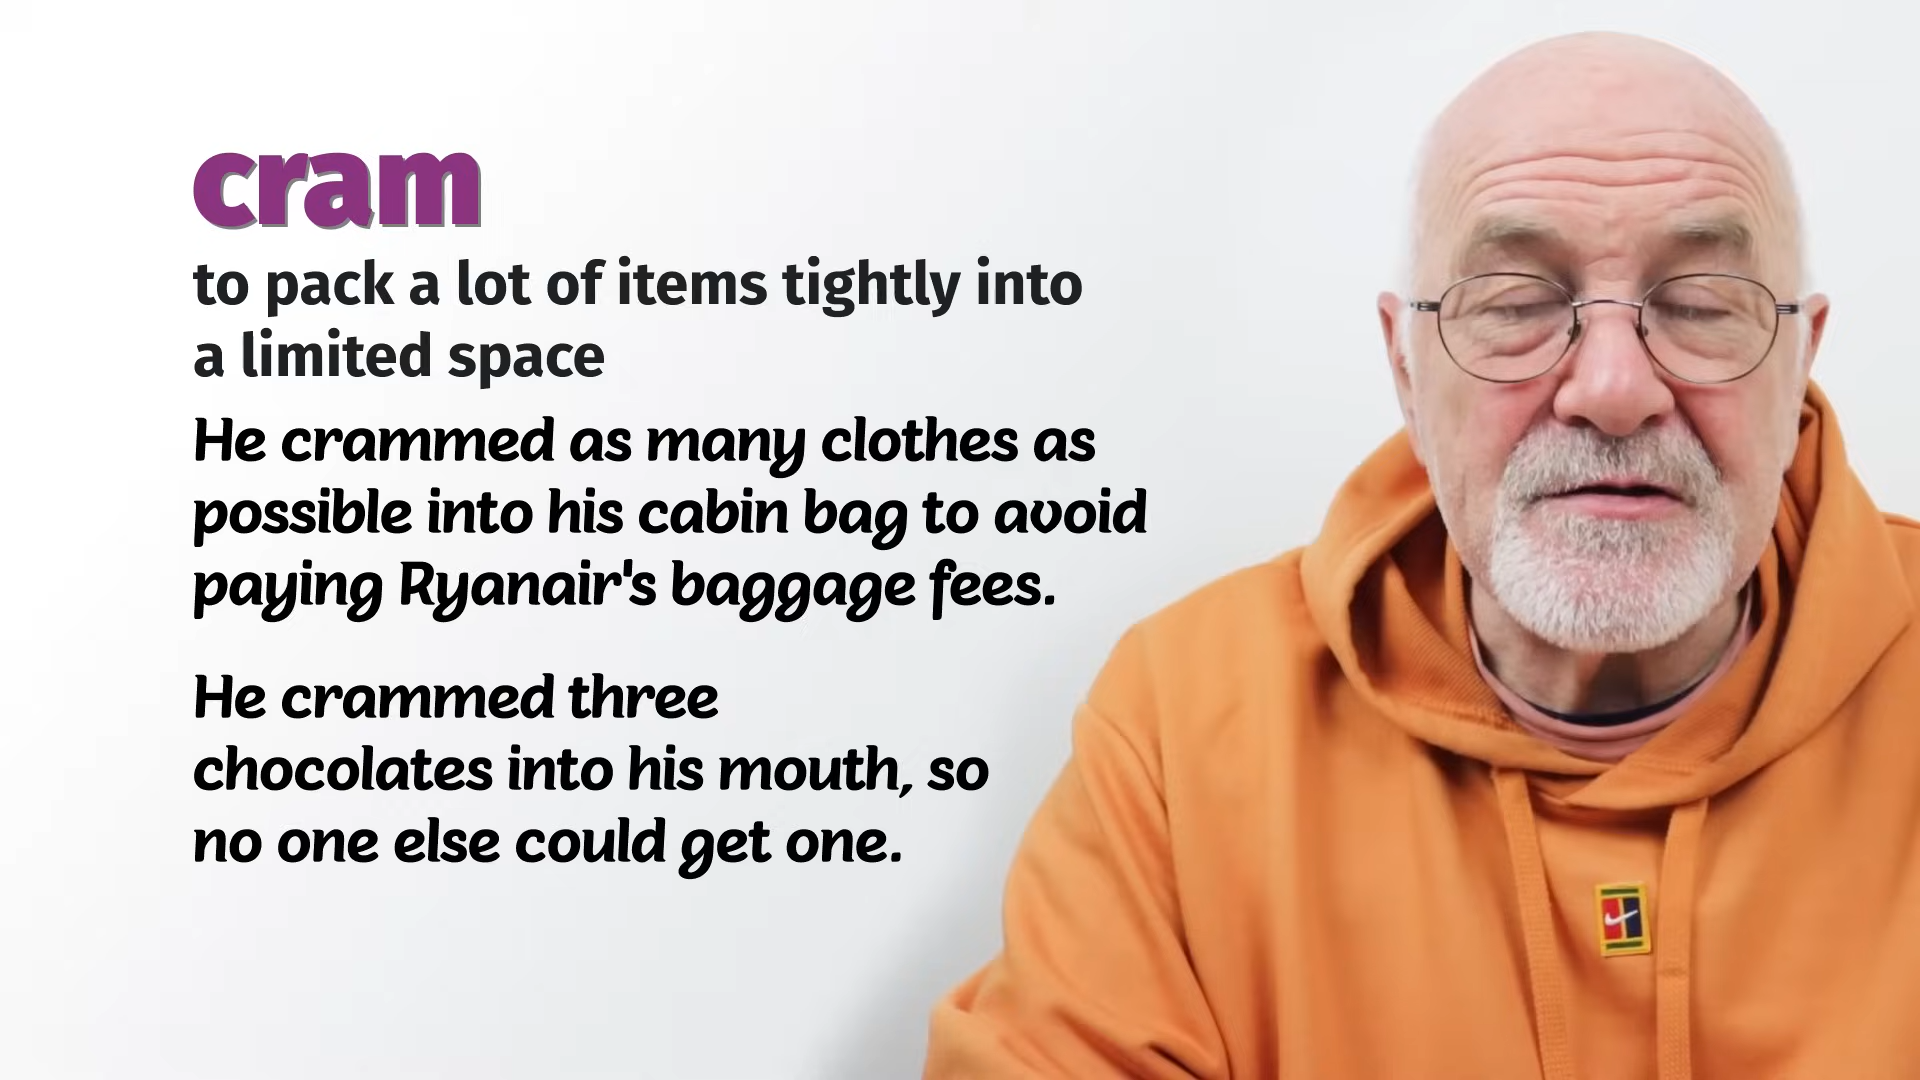 cram
to pack a lot of items tightly into
a limited space
He crammed as many clothes as
possible into his cabin bag to avoid
paying Ryanair's baggage fees.
He crammed three
chocolates into his mouth, so
no one else could get one.